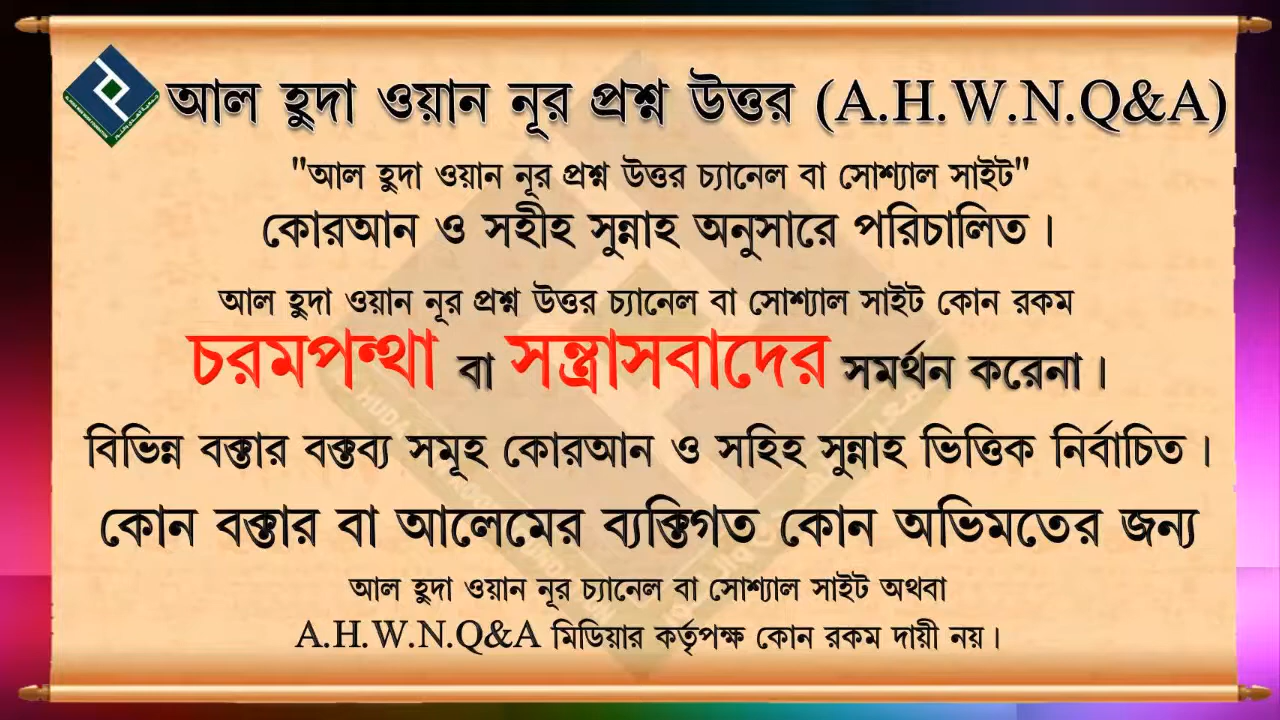 আল হুদা ওয়ান নূর প্রশ্ন উত্তর (A.H.W.N.Q&A)
"আল হুদা ওয়ান নূর প্রশ্ন উত্তর চ্যানেল বা সোশ্যাল সাইট"
কোরআন ও সহীহ সুন্নাহ অনুসারে পরিচালিত।
আল হুদা ওয়ান নূর প্রশ্ন উত্তর চ্যানেল বা সোশ্যাল সাইট কোন রকম
চরমপন্থা বা সন্ত্রাসবাদের সমর্থন করেনা।
বিভিন্ন বক্তার বক্তব্য সমূহ কোরআন ও সহিহ সুন্নাহ ভিত্তিক নির্বাচিত।
কোন বক্তার বা আলেমের ব্যক্তিগত কোন অভিমতের জন্য
আল হুদা ওয়ান নূর চ্যানেল বা সোশ্যাল সাইট অথবা
A.H.W.N.Q&A মিডিয়ার কর্তৃপক্ষ কোন রকম দায়ী নয়।